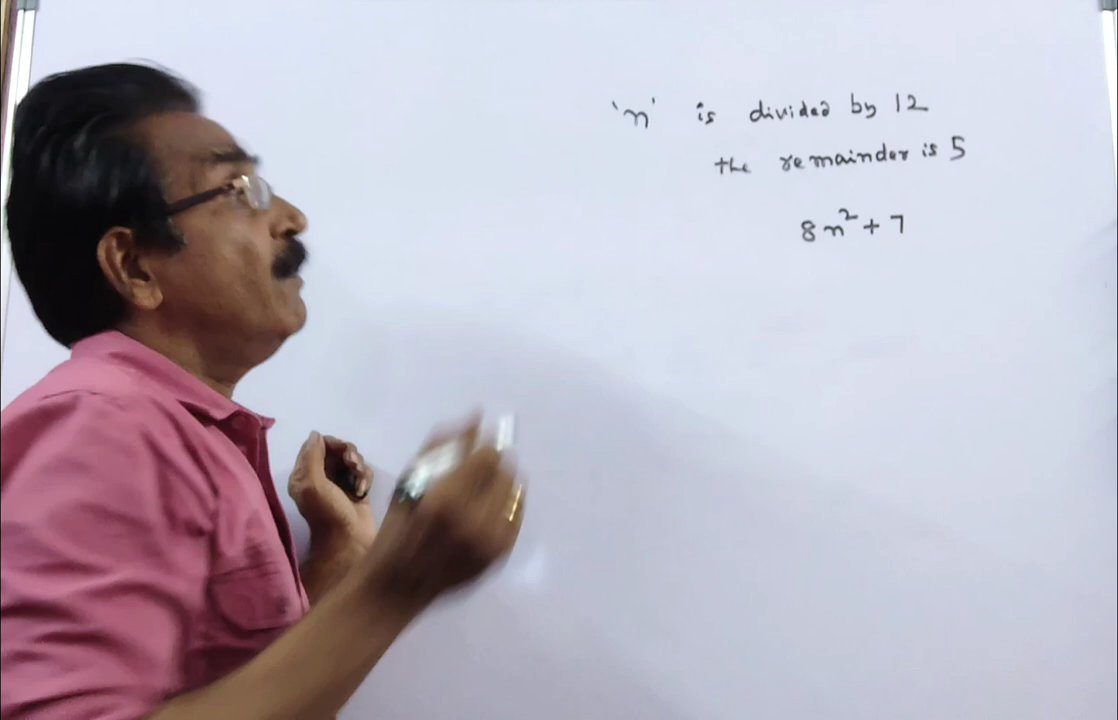 'n' is divided by 12
the remainder is 5
8n²+7